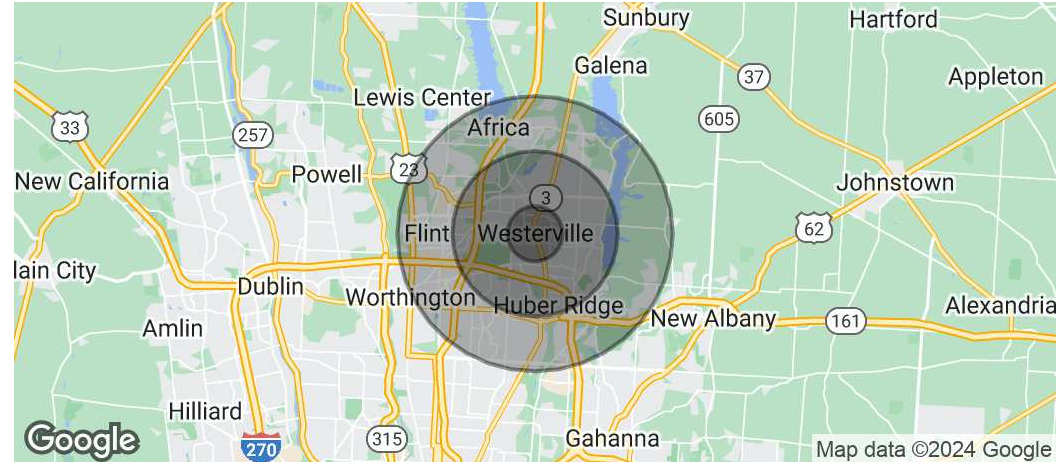 Sunbury
Hartford
Galena
37
Appleton
Lewis Center
605
33
257
Africa
23
New California
Powell
Johnstown
3
62
Flint
Westerville
lain City
Dublin
Worthington
Huber Ridge
New Albany
161
Alexandria
Amlin
Hilliard
270
315
Gahanna
Google
Map data ©2024 Google